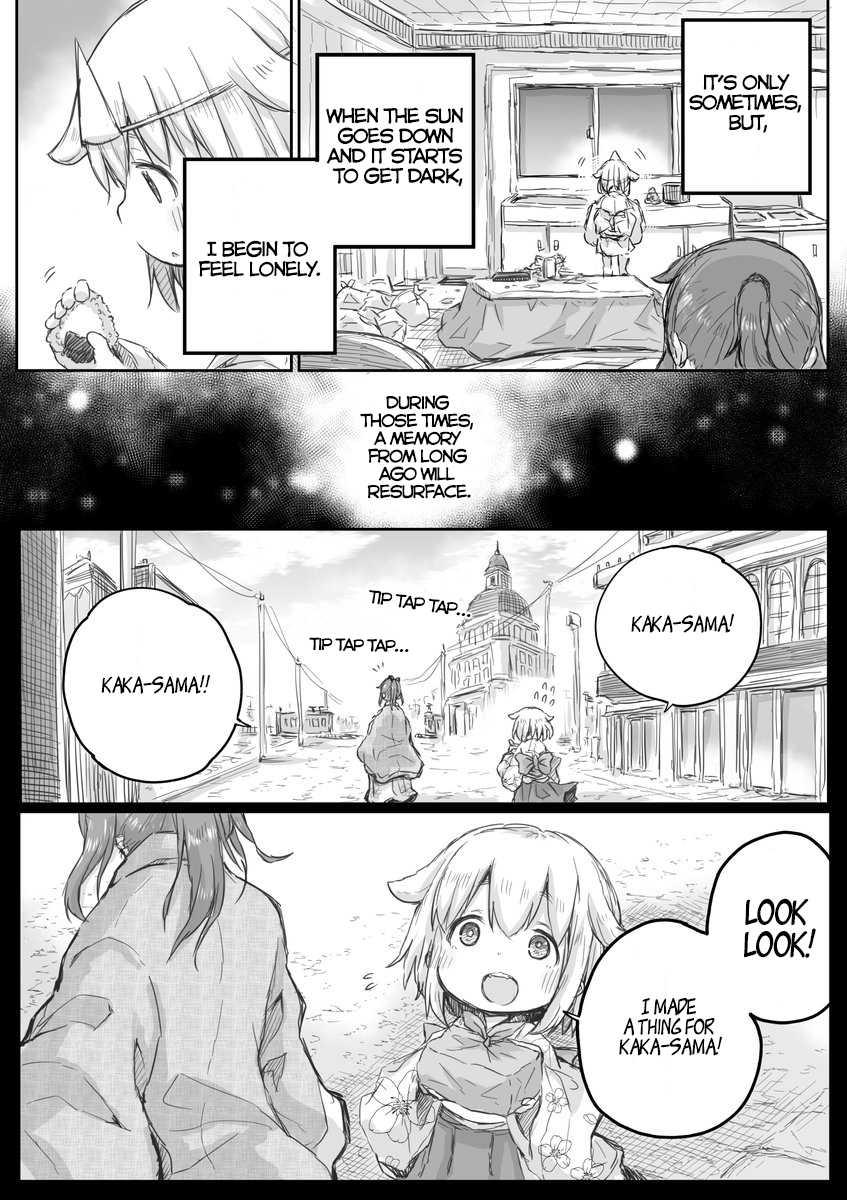 IT'S ONLY
SOMETIMES,
BUT,
WHEN THE SUN
GOES DOWN
AND IT STARTS
TO GET DARK,
I BEGIN TO
FEEL LONELY.
DURING
THOSE TIMES,
A MEMORY
FROM LONG
AGO WILL
RESURFACE.
KAKA-SAMA!
TIP TAP TAP...
TIP TAP TAP...
KAKA-SAMA!!
LOOK
LOOK!
I MADE
A THING FOR
KAKA-SAMA!